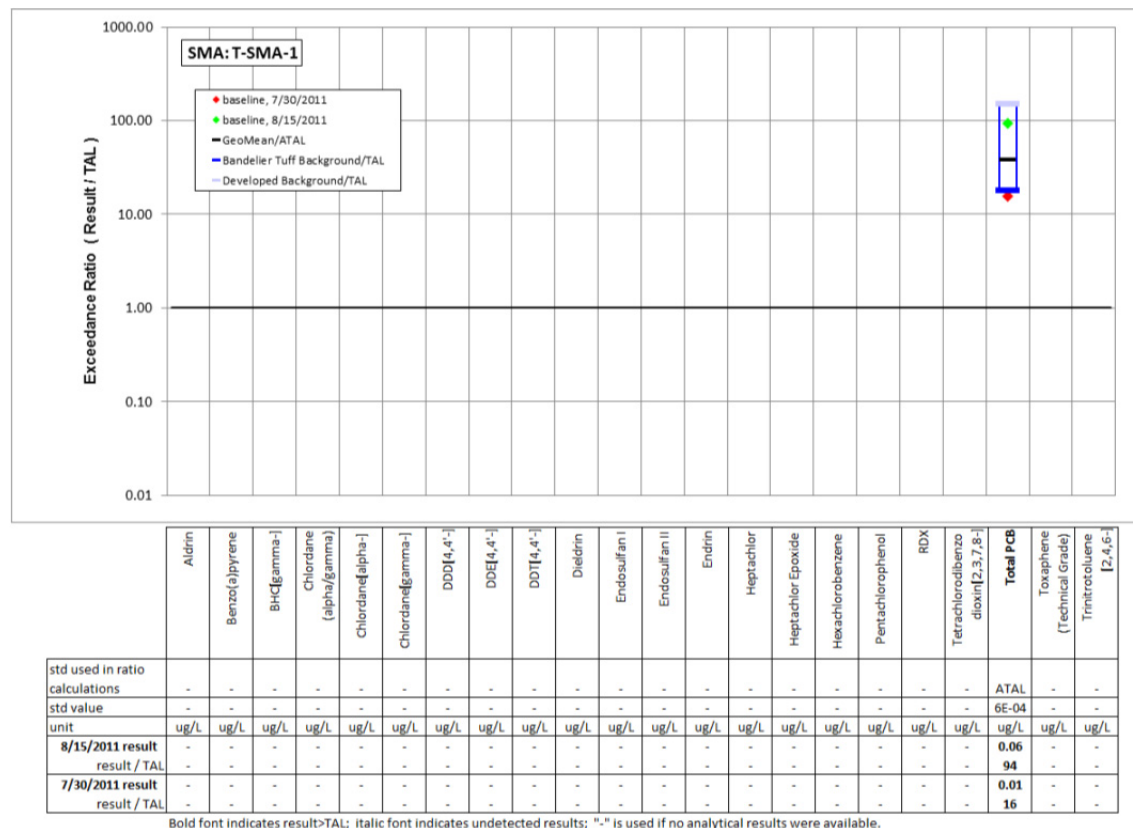 1000.00
SMA: T-SMA-1
baseline, 7/30/2011
baseline, 8/15/2011
GeoMean/ATAL
Bandelier Tuff Background/TAL
Developed Background/TAL
100.00
10.00
1.00
0.10
0.01
Exceedance Ratio ( Result / TAL )
Aldrin
Benzo(a)pyrene
BHC[gamma-]
Chlordane
(alpha/gamma)
Chlordane[alpha-]
Chlordane[gamma-]
DDD[4,4'-]
DDE[4,4'-]
DDT[4,4'-]
Dieldrin
Endosulfan I
Endosulfan II
Endrin
Heptachlor
Heptachlor Epoxide
Hexachlorobenzene
Pentachlorophenol
RDX
Tetrachlorodibenzo
dioxin[2,3,7,8-]
Total PCB
Toxaphene
(Technical Grade)
Trinitrotoluene
[2,4,6-]
std used in ratio
calculations - - - - - - - - - - - - - - - - - - - ATAL - -
std value - - - - - - - - - - - - - - - - - - - 6E-04 - -
unit ug/L ug/L ug/L ug/L ug/L ug/L ug/L ug/L ug/L ug/L ug/L ug/L ug/L ug/L ug/L ug/L ug/L ug/L ug/L ug/L ug/L ug/L
8/15/2011 result - - - - - - - - - - - - - - - - - - - 0.06 - -
result / TAL - - - - - - - - - - - - - - - - - - - 94 - -
7/30/2011 result - - - - - - - - - - - - - - - - - - - 0.01 - -
result / TAL - - - - - - - - - - - - - - - - - - - 16 - -
Bold font indicates result>TAL; italic font indicates undetected results; "-" is used if no analytical results were available.